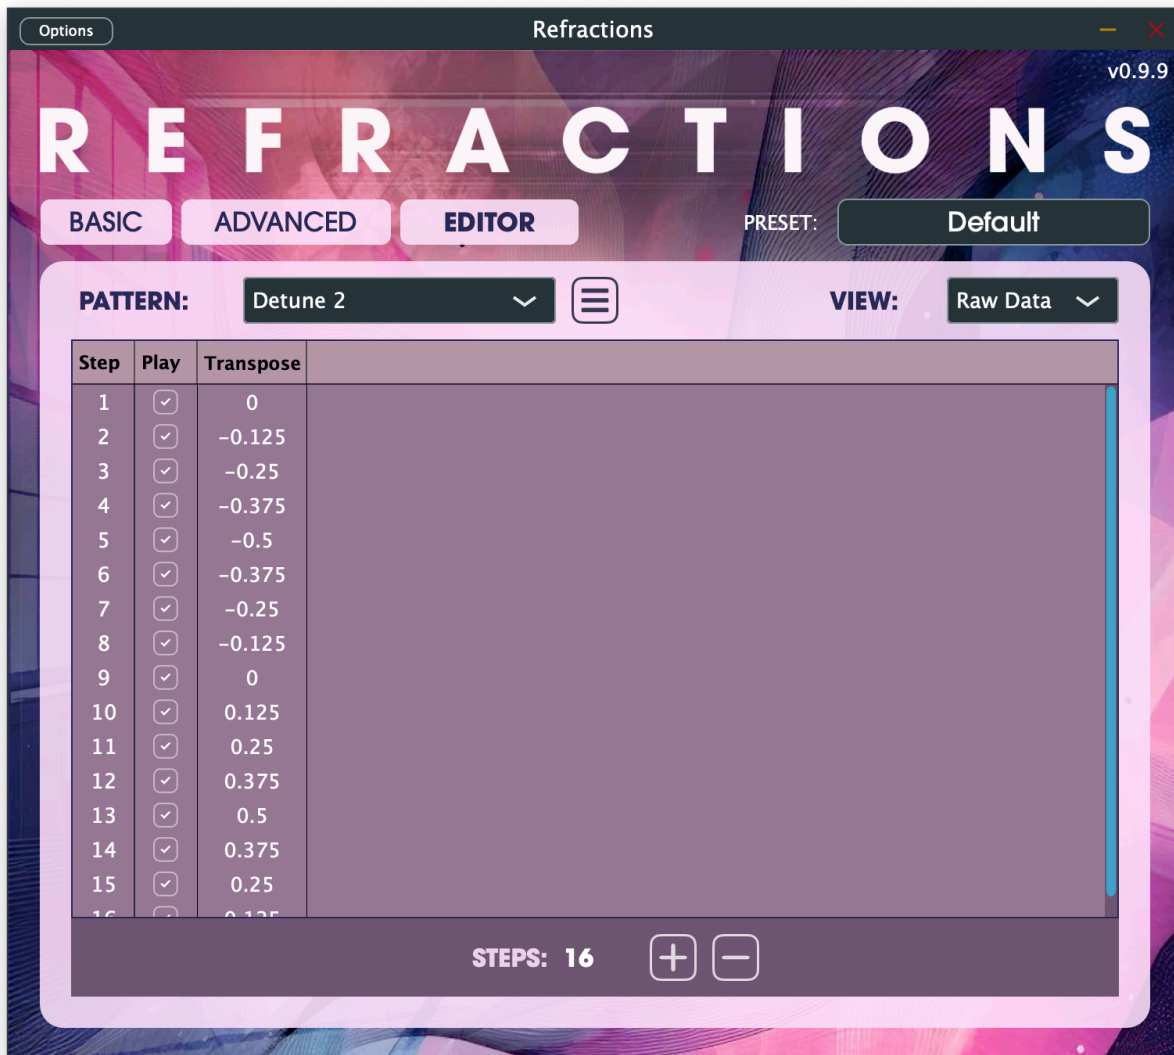 Options
Refractions
v0.9.9
REFRACTIONS
BASIC ADVANCED EDITOR PRESET: Default
PATTERN: Detune 2 VIEW: Raw Data
Step Play Transpose
1 0
2 -0.125
3 -0.25
4 -0.375
5 -0.5
6 -0.375
7 -0.25
8 -0.125
9 0
10 0.125
11 0.25
12 0.375
13 0.5
14 0.375
15 0.25
16 0.125
STEPS: 16